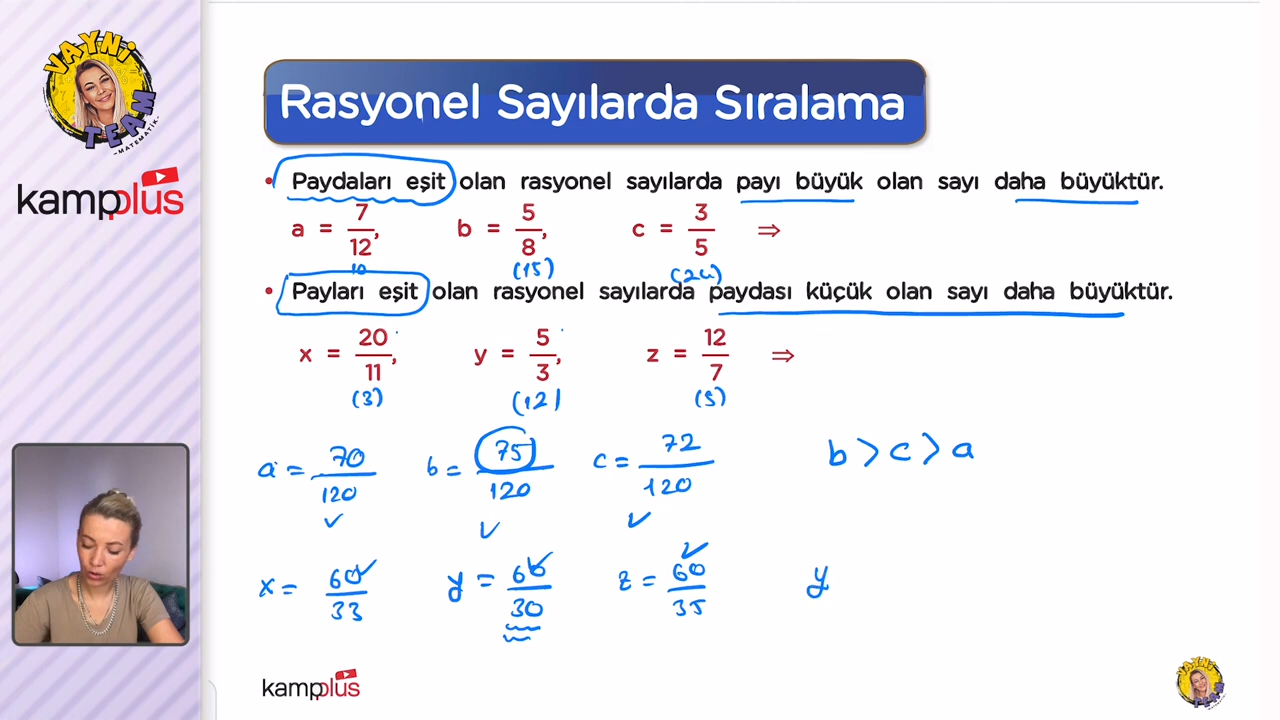 VAYNİ
TEAM
-MATEMATİK-
kampplus
Rasyonel Sayılarda Sıralama
• Paydaları eşit olan rasyonel sayılarda payı büyük olan sayı daha büyüktür.
a = 7/12, b = 5/8, c = 3/5 ⇒
10 (15) (24)
• Payları eşit olan rasyonel sayılarda paydası küçük olan sayı daha büyüktür.
x = 20/11, y = 5/3, z = 12/7 ⇒
(3) (12) (5)
a = 70/120 b = 75/120 c = 72/120 b > c > a
x = 60/33 y = 60/30 z = 60/35 y
kampplus
VAYNİ
TEAM